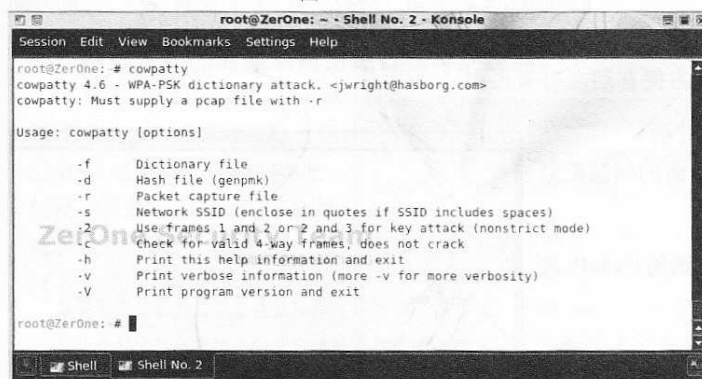 root@ZerOne: ~ - Shell No. 2 - Konsole
Session Edit View Bookmarks Settings Help
root@ZerOne:~# cowpatty
cowpatty 4.6 - WPA-PSK dictionary attack. <jwright@hasborg.com>
cowpatty: Must supply a pcap file with -r
Usage: cowpatty [options]
-f Dictionary file
-d Hash file (genpmk)
-r Packet capture file
-s Network SSID (enclose in quotes if SSID includes spaces)
-2 Use frames 1 and 2 or 2 and 3 for key attack (nonstrict mode)
-c Check for valid 4-way frames, does not crack
-h Print this help information and exit
-v Print verbose information (more -v for more verbosity)
-V Print program version and exit
ZerOne Security Team
root@ZerOne:~#
Shell Shell No. 2